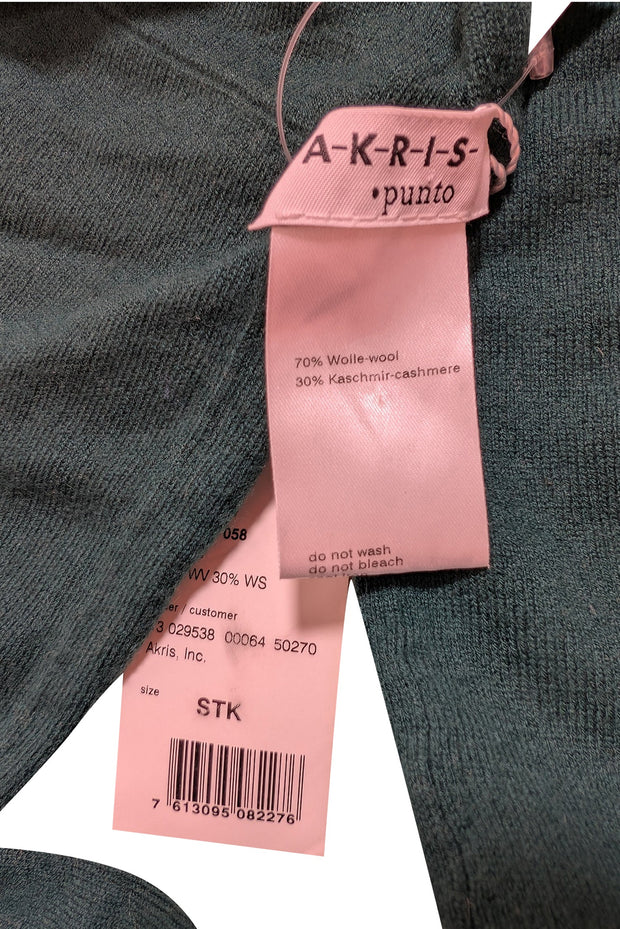 A-K-R-I-S-
•punto
70% Wolle-wool
30% Kaschmir-cashmere
do not wash
do not bleach
058
WV 30% WS
/ customer
3 029538 00064 50270
Akris, Inc.
size
STK
7 613095 082276